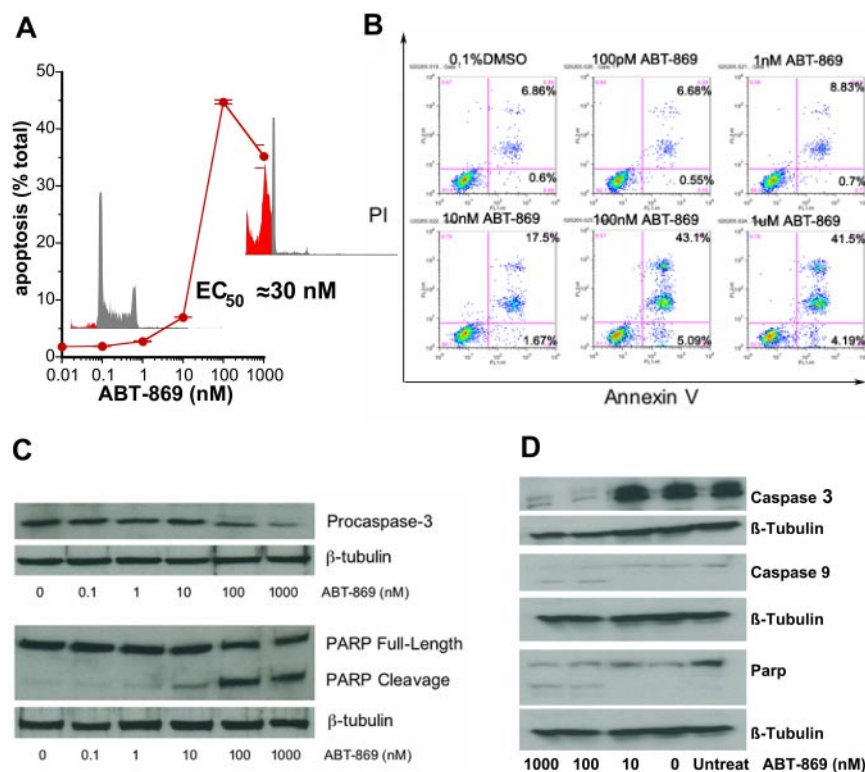 A
50
45
40
35
30
25
20
15
10
5
0
apoptosis (% total)
EC50 ≈30 nM
0.01 0.1 1 10 100 1000
ABT-869 (nM)
B
0,1%DMSO 100pM ABT-869 1nM ABT-869
6.86% 6.68% 8.83%
0.6% 0.55% 0.7%
PI
10nM ABT-869 100nM ABT-869 1uM ABT-869
17.5% 43.1% 41.5%
1.67% 5.09% 4.19%
Annexin V
C
Procaspase-3
β-tubulin
0 0.1 1 10 100 1000 ABT-869 (nM)
PARP Full-Length
PARP Cleavage
β-tubulin
0 0.1 1 10 100 1000 ABT-869 (nM)
D
Caspase 3
ß-Tubulin
Caspase 9
ß-Tubulin
Parp
ß-Tubulin
1000 100 10 0 Untreat ABT-869 (nM)